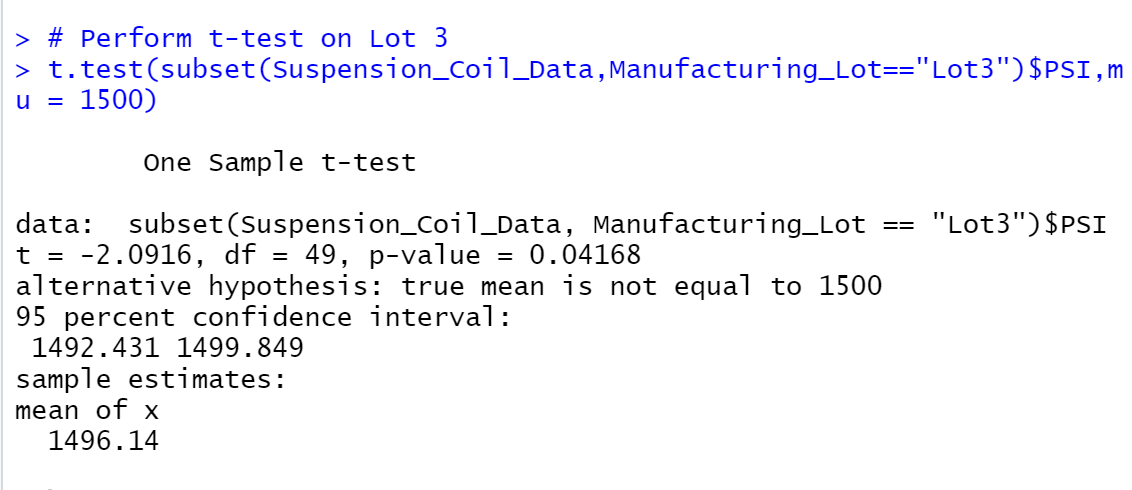 > # Perform t-test on Lot 3
> t.test(subset(Suspension_Coil_Data,Manufacturing_Lot=="Lot3")$PSI,m
u = 1500)
One Sample t-test
data:  subset(Suspension_Coil_Data, Manufacturing_Lot == "Lot3")$PSI
t = -2.0916, df = 49, p-value = 0.04168
alternative hypothesis: true mean is not equal to 1500
95 percent confidence interval:
1492.431 1499.849
sample estimates:
mean of x
1496.14